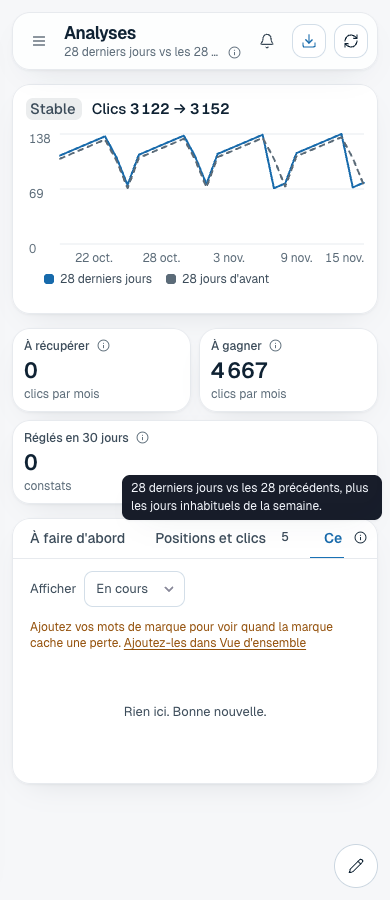 Analyses
28 derniers jours vs les 28 ...
Stable Clics 3 122 → 3 152
138
69
0
22 oct. 28 oct. 3 nov. 9 nov. 15 nov.
28 derniers jours 28 jours d'avant
À récupérer
0
clics par mois
À gagner
4 667
clics par mois
Réglés en 30 jours
0
constats
28 derniers jours vs les 28 précédents, plus
les jours inhabituels de la semaine.
À faire d'abord Positions et clics 5 Ce
Afficher En cours
Ajoutez vos mots de marque pour voir quand la marque
cache une perte. Ajoutez-les dans Vue d'ensemble
Rien ici. Bonne nouvelle.